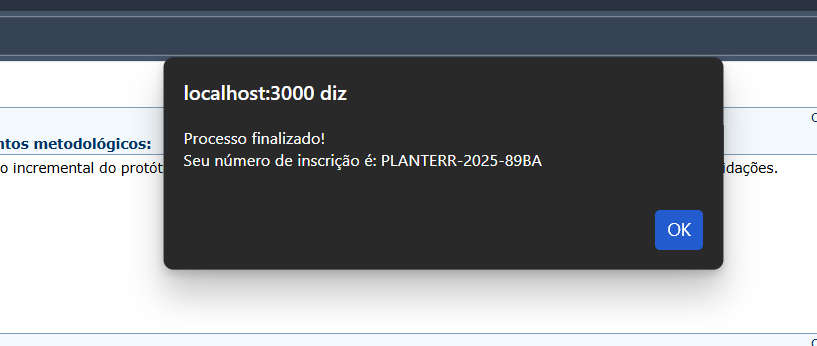 localhost:3000 diz
Processo finalizado!
Seu número de inscrição é: PLANTERR-2025-89BA
OK
ntos metodológicos:
o incremental do protót
idações.